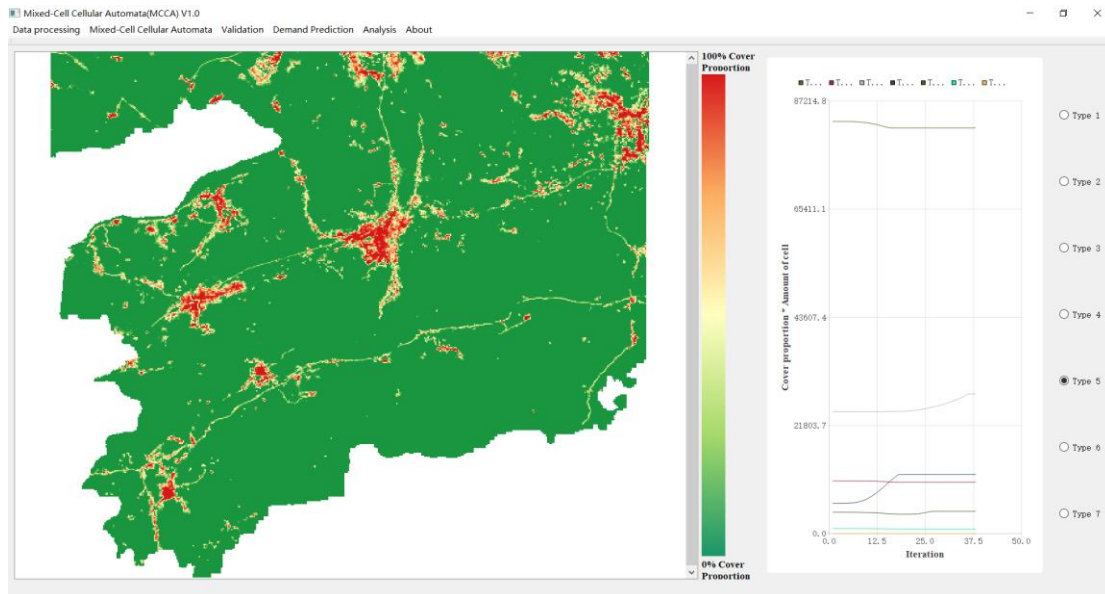 Mixed-Cell Cellular Automata(MCCA) V1.0
Data processing Mixed-Cell Cellular Automata Validation Demand Prediction Analysis About
100% Cover
Proportion
0% Cover
Proportion
T... T... T... T... T... T... T...
87214.8
65411.1
43607.4
21803.7
0.0
Cover proportion * Amount of cell
0.0 12.5 25.0 37.5 50.0
Iteration
Type 1
Type 2
Type 3
Type 4
Type 5
Type 6
Type 7